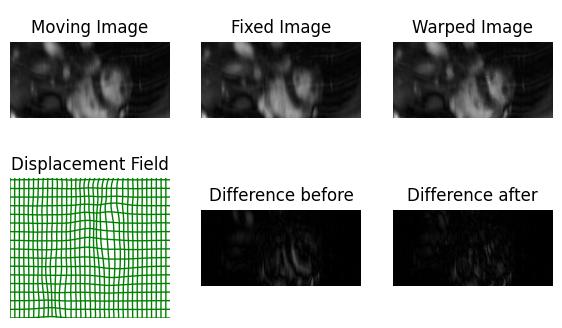 Moving Image
Fixed Image
Warped Image
Displacement Field
Difference before
Difference after